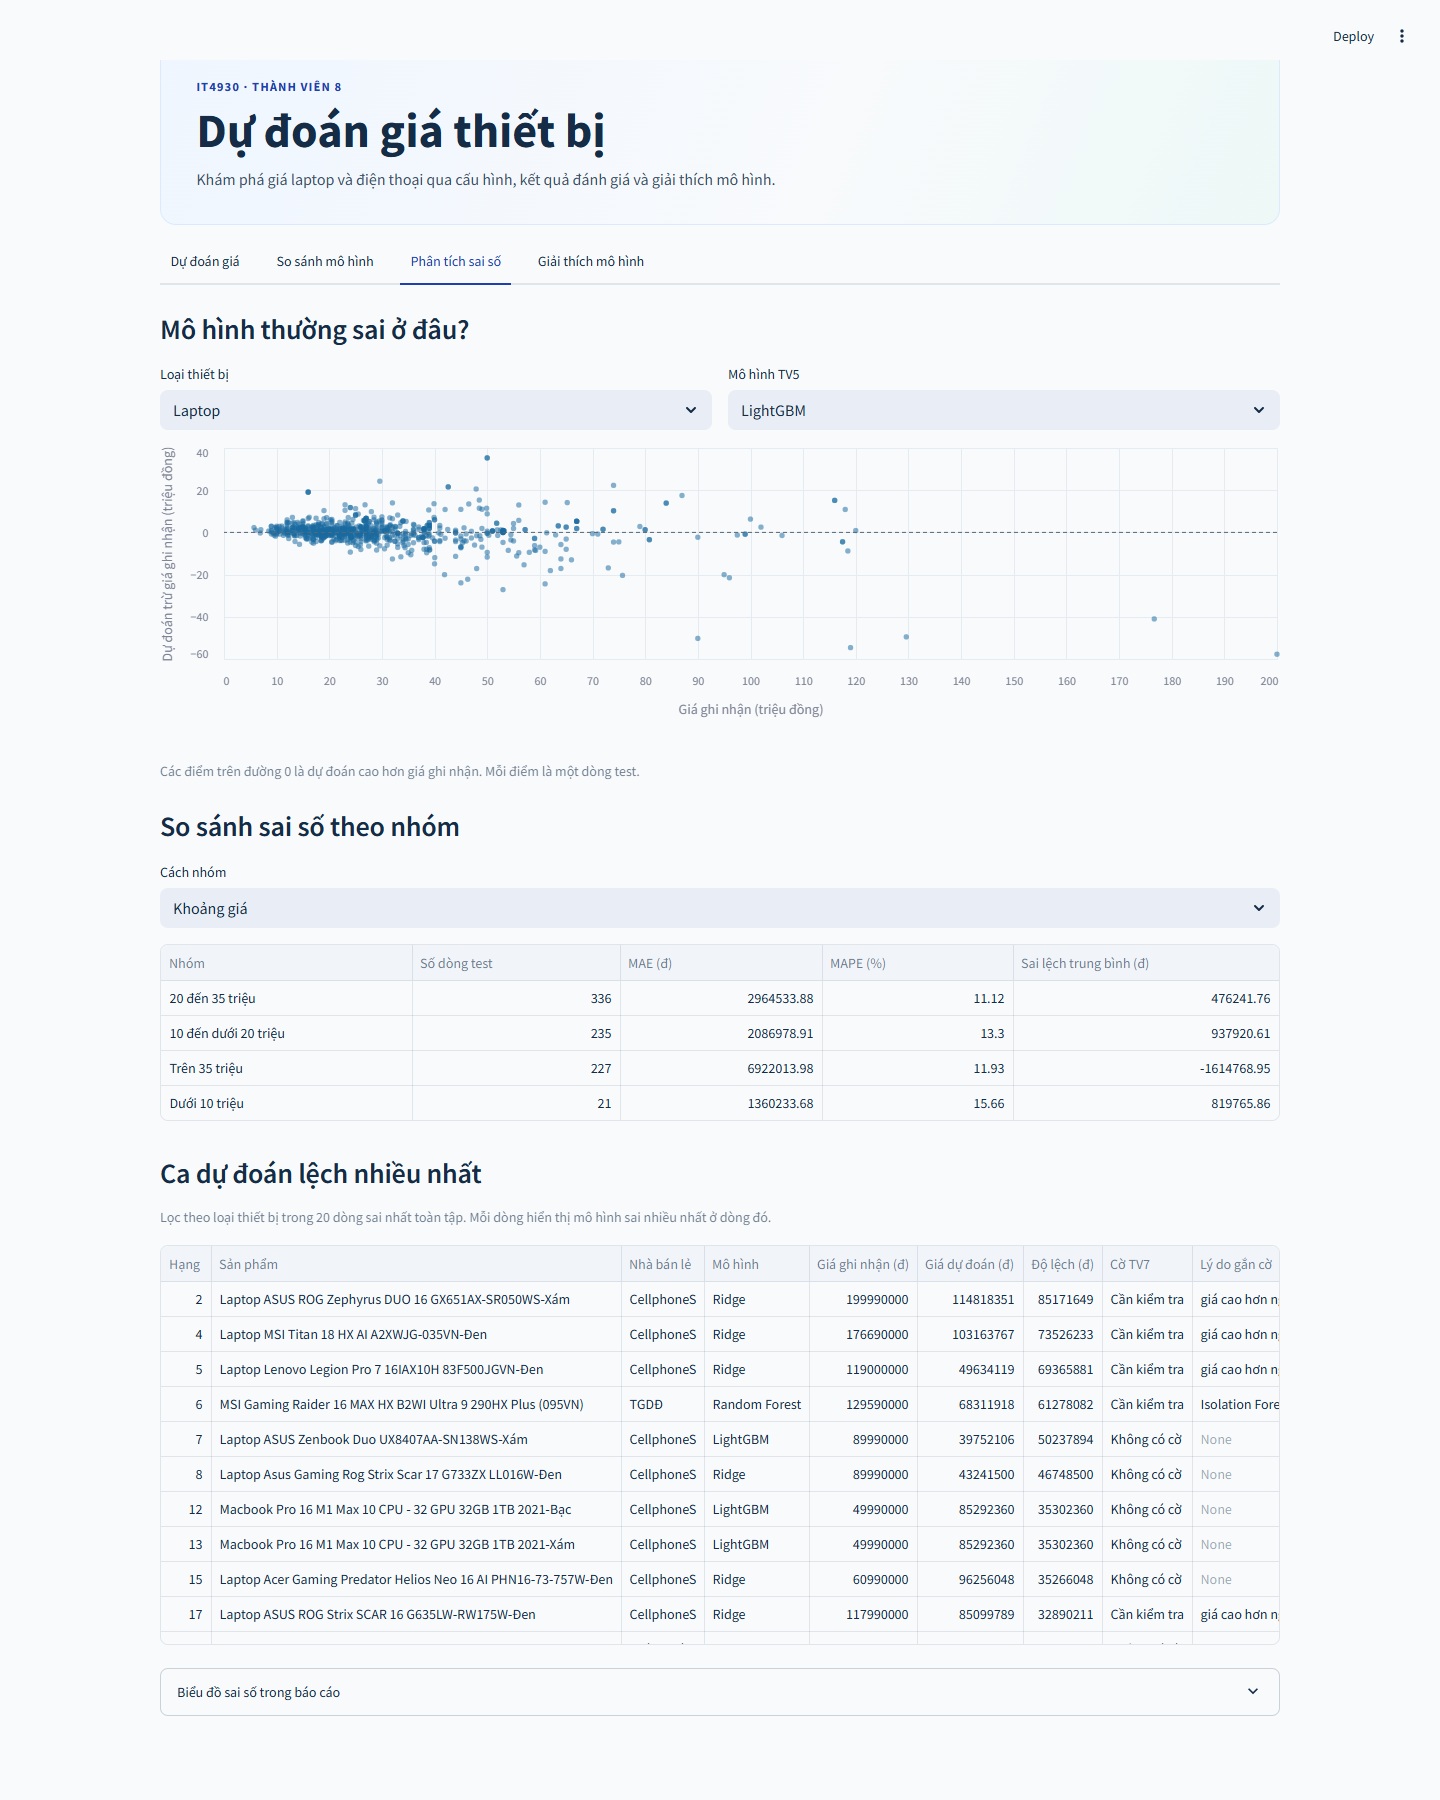 Deploy
IT4930 · THÀNH VIÊN 8
Dự đoán giá thiết bị
Khám phá giá laptop và điện thoại qua cấu hình, kết quả đánh giá và giải thích mô hình.
Dự đoán giá So sánh mô hình Phân tích sai số Giải thích mô hình
Mô hình thường sai ở đâu?
Loại thiết bị Mô hình TV5
Laptop LightGBM
Dự đoán trừ giá ghi nhận (triệu đồng)
40
20
0
−20
−40
−60
0 10 20 30 40 50 60 70 80 90 100 110 120 130 140 150 160 170 180 190 200
Giá ghi nhận (triệu đồng)
Các điểm trên đường 0 là dự đoán cao hơn giá ghi nhận. Mỗi điểm là một dòng test.
So sánh sai số theo nhóm
Cách nhóm
Khoảng giá
Nhóm Số dòng test MAE (đ) MAPE (%) Sai lệch trung bình (đ)
20 đến 35 triệu 336 2964533.88 11.12 476241.76
10 đến dưới 20 triệu 235 2086978.91 13.3 937920.61
Trên 35 triệu 227 6922013.98 11.93 -1614768.95
Dưới 10 triệu 21 1360233.68 15.66 819765.86
Ca dự đoán lệch nhiều nhất
Lọc theo loại thiết bị trong 20 dòng sai nhất toàn tập. Mỗi dòng hiển thị mô hình sai nhiều nhất ở dòng đó.
Hạng Sản phẩm Nhà bán lẻ Mô hình Giá ghi nhận (đ) Giá dự đoán (đ) Độ lệch (đ) Cờ TV7 Lý do gắn cờ
2 Laptop ASUS ROG Zephyrus DUO 16 GX651AX-SR050WS-Xám CellphoneS Ridge 199990000 114818351 85171649 Cần kiểm tra giá cao hơn
4 Laptop MSI Titan 18 HX AI A2XWJG-035VN-Đen CellphoneS Ridge 176690000 103163767 73526233 Cần kiểm tra giá cao hơn
5 Laptop Lenovo Legion Pro 7 16IAX10H 83F500JGVN-Đen CellphoneS Ridge 119000000 49634119 69365881 Cần kiểm tra giá cao hơn
6 MSI Gaming Raider 16 MAX HX B2WI Ultra 9 290HX Plus (095VN) TGDĐ Random Forest 129590000 68311918 61278082 Cần kiểm tra Isolation Fore
7 Laptop ASUS Zenbook Duo UX8407AA-SN138WS-Xám CellphoneS LightGBM 89990000 39752106 50237894 Không có cờ None
8 Laptop Asus Gaming Rog Strix Scar 17 G733ZX LL016W-Đen CellphoneS Ridge 89990000 43241500 46748500 Không có cờ None
12 Macbook Pro 16 M1 Max 10 CPU - 32 GPU 32GB 1TB 2021-Bạc CellphoneS LightGBM 49990000 85292360 35302360 Không có cờ None
13 Macbook Pro 16 M1 Max 10 CPU - 32 GPU 32GB 1TB 2021-Xám CellphoneS LightGBM 49990000 85292360 35302360 Không có cờ None
15 Laptop Acer Gaming Predator Helios Neo 16 AI PHN16-73-757W-Đen CellphoneS Ridge 60990000 96256048 35266048 Không có cờ None
17 Laptop ASUS ROG Strix SCAR 16 G635LW-RW175W-Đen CellphoneS Ridge 117990000 85099789 32890211 Cần kiểm tra giá cao hơn
Biểu đồ sai số trong báo cáo